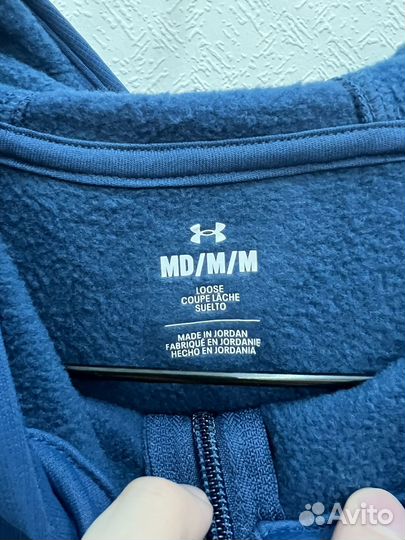 MD/M/M
LOOSE
COUPE LÂCHE
SUELTO
MADE IN JORDAN
FABRIQUÉ EN JORDANIE
HECHO EN JORDANIA
Avito